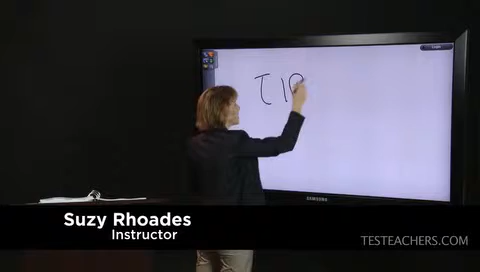 TIP
SAMSUNG
Suzy Rhoades
Instructor
TESTEACHERS.COM